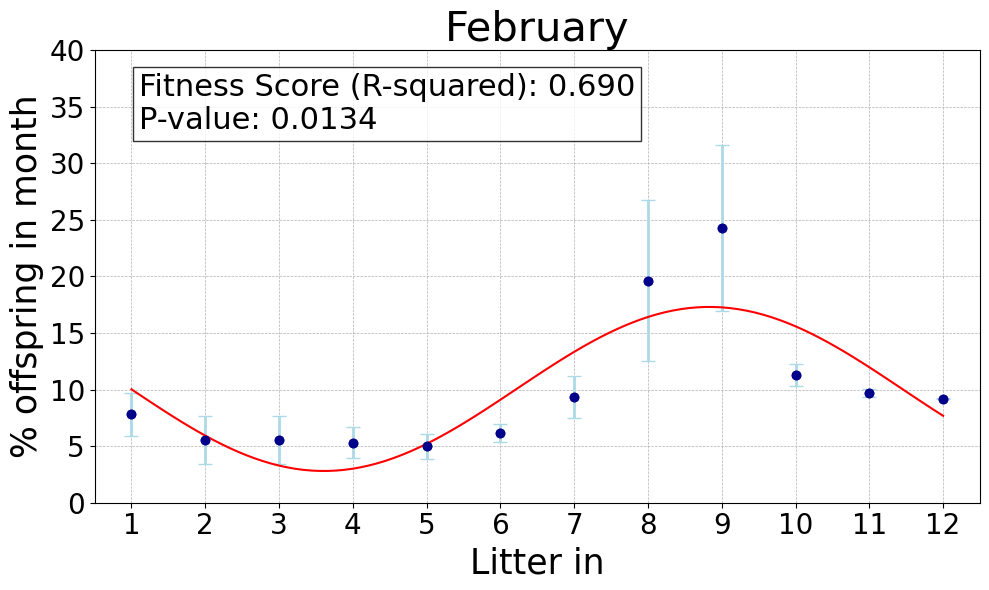 February
Fitness Score (R-squared): 0.690
P-value: 0.0134
% offspring in month
40
35
30
25
20
15
10
5
0
1 2 3 4 5 6 7 8 9 10 11 12
Litter in